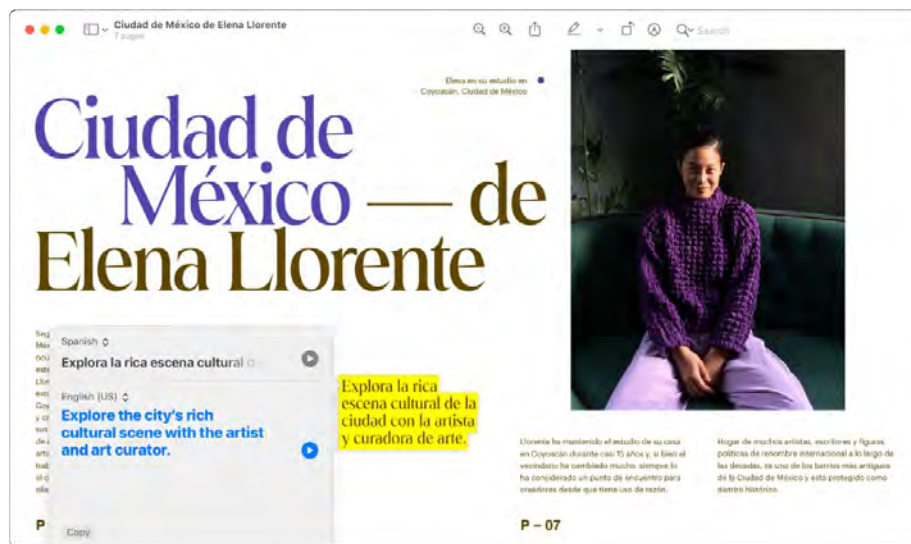 Ciudad de México de Elena Llorente
7 pages
Search
Elena en su estudio en
Coyoacán, Ciudad de México
Ciudad de
México — de
Elena Llorente
Spanish
Explora la rica escena cultural
English (US)
Explore the city's rich
cultural scene with the artist
and art curator.
Copy
Explora la rica
escena cultural de la
ciudad con la artista
y curadora de arte.
Llorente ha mantenido el estudio de su casa
en Coyoacán durante casi 15 años y, si bien el
vecindario ha cambiado mucho, siempre lo
ha considerado un punto de encuentro para
creadores desde que tiene uso de razón.
Hogar de muchos artistas, escritores y figuras
políticas de renombre internacional a lo largo de
las décadas, es uno de los barrios más antiguos
de la Ciudad de México y está protegido como
distrito histórico.
P
P – 07